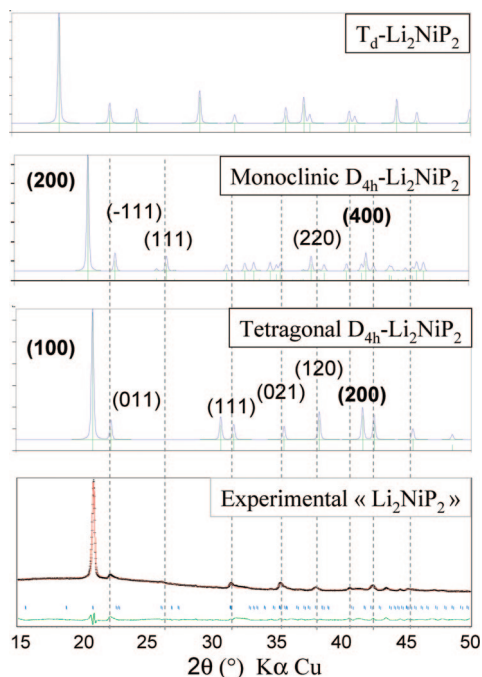 T_d-Li₂NiP₂
(200)
Monoclinic D₄ₕ-Li₂NiP₂
(-111)
(400)
(111)
(220)
Tetragonal D₄ₕ-Li₂NiP₂
(100)
(120)
(021)
(200)
(011)
(111)
Experimental « Li₂NiP₂ »
15 20 25 30 35 40 45 50
2θ (°) Kα Cu